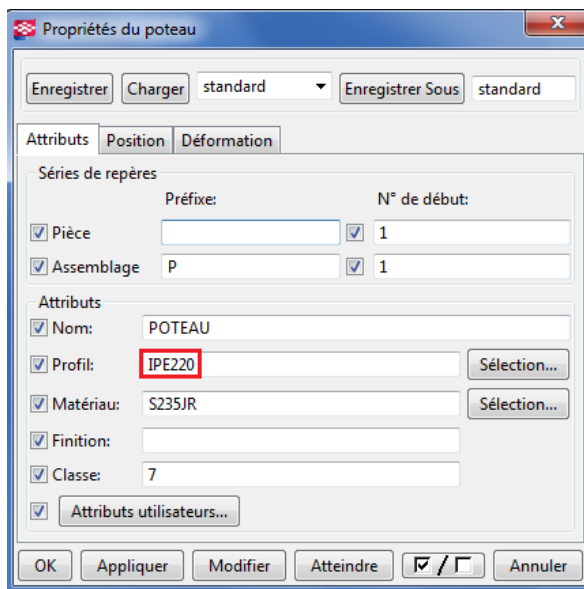 Propriétés du poteau
Enregistrer Charger standard Enregistrer Sous standard
Attributs Position Déformation
Séries de repères
Préfixe: N° de début:
Pièce 1
Assemblage P 1
Attributs
Nom: POTEAU
Profil: IPE220 Sélection...
Matériau: S235JR Sélection...
Finition:
Classe: 7
Attributs utilisateurs...
OK Appliquer Modifier Atteindre / Annuler